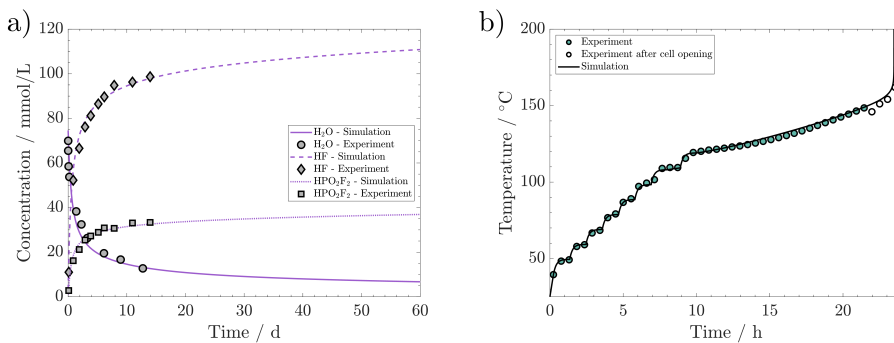 a)
Concentration / mmol/L
120
100
80
60
40
20
0
H₂O - Simulation
H₂O - Experiment
HF - Simulation
HF - Experiment
HPO₂F₂ - Simulation
HPO₂F₂ - Experiment
0 10 20 30 40 50 60
Time / d
b)
Temperature / °C
200
150
100
50
Experiment
Experiment after cell opening
Simulation
0 5 10 15 20
Time / h